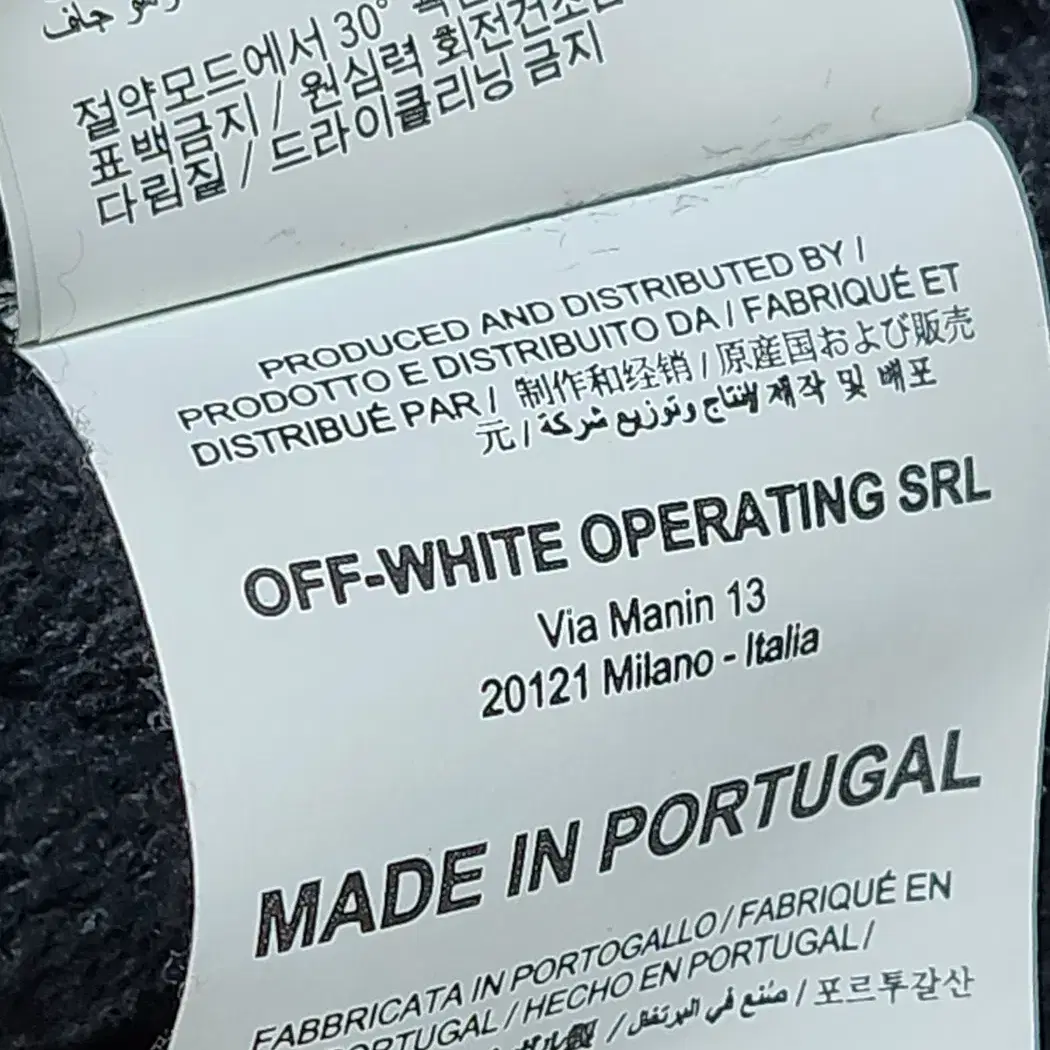 절약모드에서 30°
표백금지 / 원심력 회전건조
다림질 / 드라이클리닝 금지
PRODUCED AND DISTRIBUTED BY /
PRODOTTO E DISTRIBUITO DA / FABRIQUÉ ET
DISTRIBUÉ PAR / 制作和经销 / 原産国および販売
元 / شركة وتوزيع لإنتاج 제작 및 배포
OFF-WHITE OPERATING SRL
Via Manin 13
20121 Milano - Italia
MADE IN PORTUGAL
FABBRICATA IN PORTOGALLO / FABRIQUÉ EN
PORTUGAL / HECHO EN PORTUGAL /
صنع في البرتغال / 포르투갈산